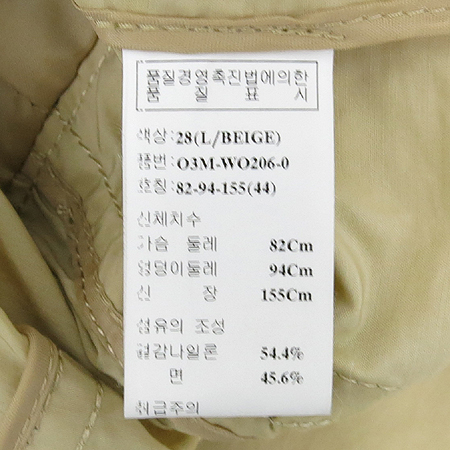 품질경영촉진법에의한
품 질 표 시
색상:28(L/BEIGE)
품번:O3M-WO206-0
호칭:82-94-155(44)
신체치수
가슴 둘레 82Cm
엉덩이둘레 94Cm
신 장 155Cm
섬유의 조성
겉감나일론 54.4%
면 45.6%
취급주의